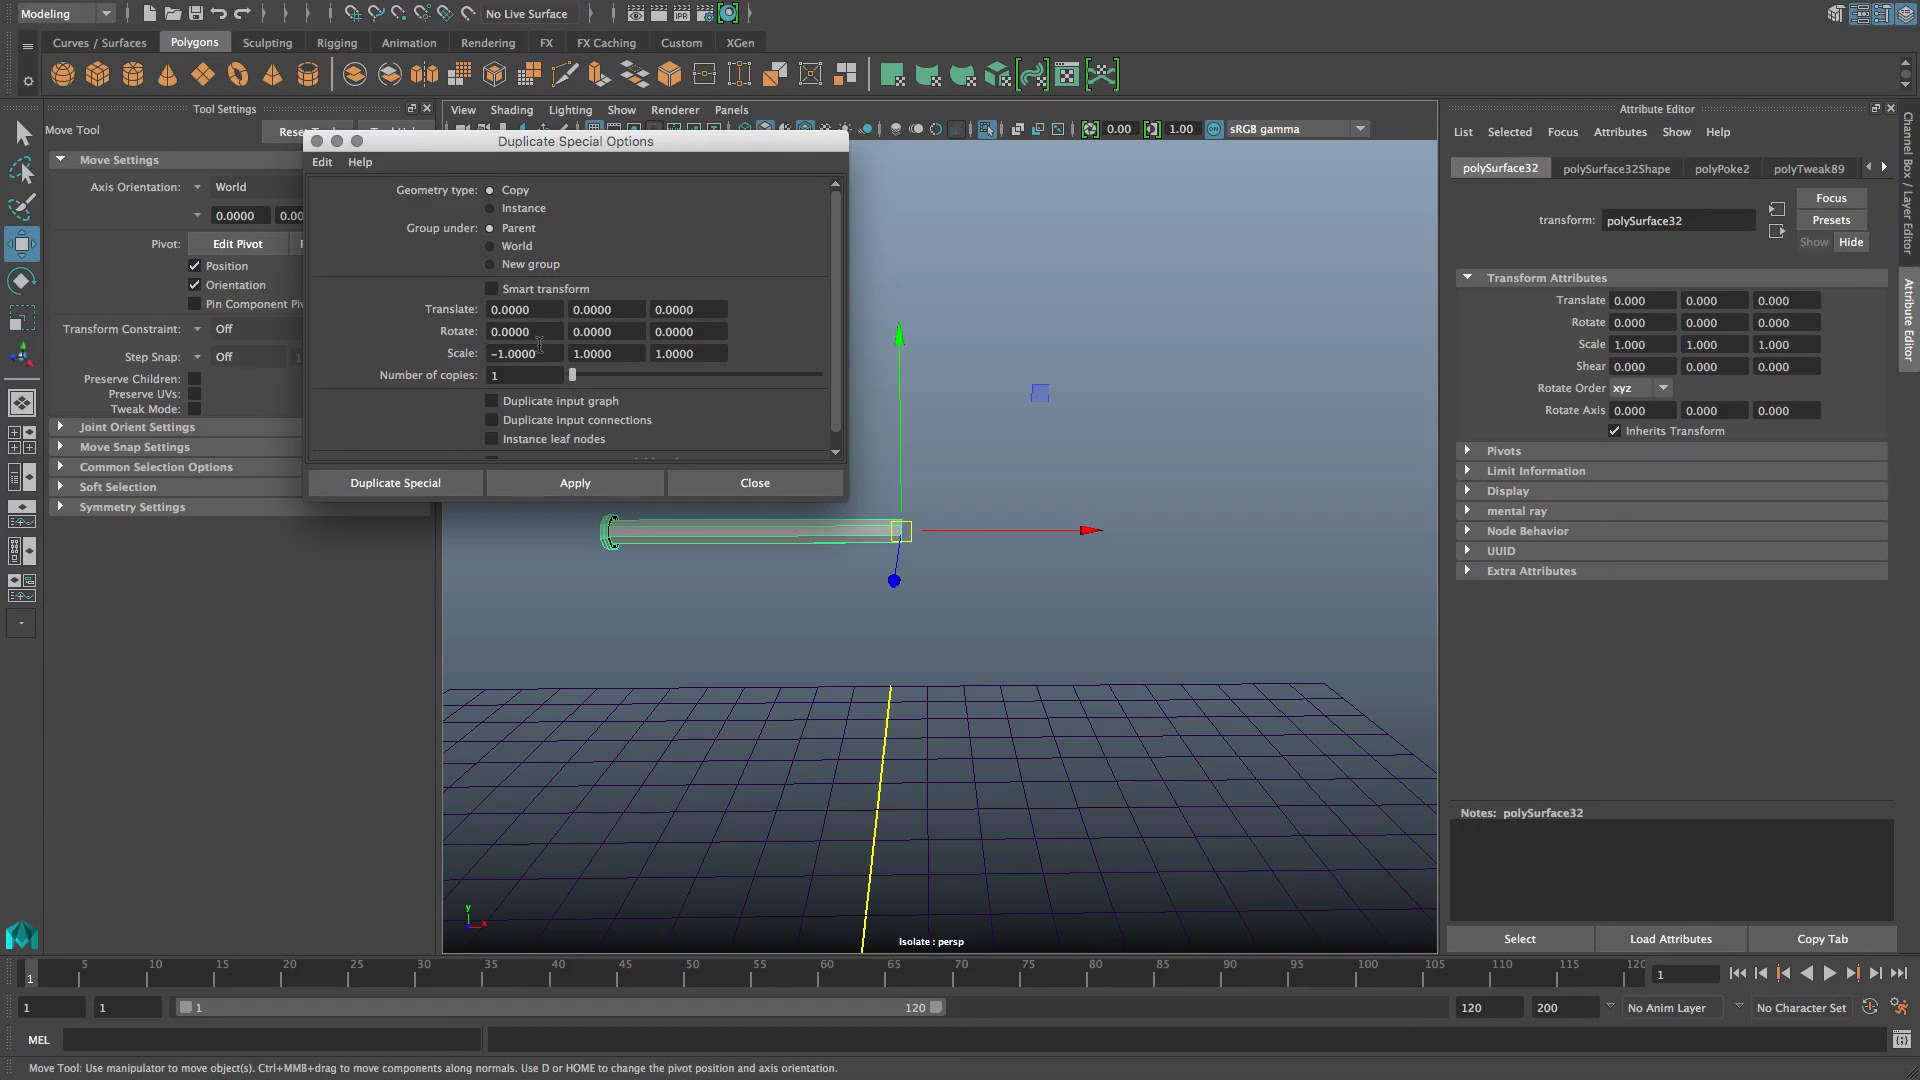 Modeling No Live Surface
Curves / Surfaces Polygons Sculpting Rigging Animation Rendering FX FX Caching Custom XGen
Tool Settings
Move Tool
Move Settings
Axis Orientation: World
0.0000
Pivot: Edit Pivot
Position
Orientation
Pin Component
Transform Constraint: Off
Step Snap: Off
Preserve Children:
Preserve UVs:
Tweak Mode:
Joint Orient Settings
Move Snap Settings
Common Selection Options
Soft Selection
Symmetry Settings
View Shading Lighting Show Renderer Panels
0.00 1.00 sRGB gamma
Duplicate Special Options
Edit Help
Geometry type: Copy
Instance
Group under: Parent
World
New group
Smart transform
Translate: 0.0000 0.0000 0.0000
Rotate: 0.0000 0.0000 0.0000
Scale: -1.0000 1.0000 1.0000
Number of copies: 1
Duplicate input graph
Duplicate input connections
Instance leaf nodes
Duplicate Special Apply Close
y
x
Isolate : persp
Attribute Editor
List Selected Focus Attributes Show Help
polySurface32 polySurface32Shape polyPoke2 polyTweak89
transform: polySurface32
Focus
Presets
Show Hide
Transform Attributes
Translate 0.000 0.000 0.000
Rotate 0.000 0.000 0.000
Scale 1.000 1.000 1.000
Shear 0.000 0.000 0.000
Rotate Order xyz
Rotate Axis 0.000 0.000 0.000
Inherits Transform
Pivots
Limit Information
Display
mental ray
Node Behavior
UUID
Extra Attributes
Notes: polySurface32
Select Load Attributes Copy Tab
Channel Box / Layer Editor
Attribute Editor
1 5 10 15 20 25 30 35 40 45 50 55 60 65 70 75 80 85 90 95 100 105 110 115 120 1
1 1 1 120 120 200 No Anim Layer No Character Set
MEL
Move Tool: Use manipulator to move object(s). Ctrl+MMB+drag to move components along normals. Use D or HOME to change the pivot position and axis orientation.